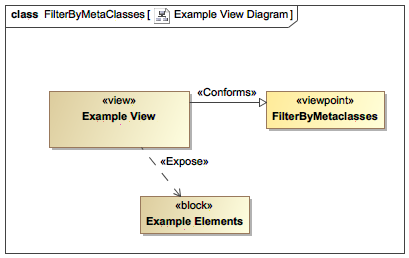 class FilterByMetaClasses [ Example View Diagram ]
«Conforms»
«view»
Example View
«viewpoint»
FilterByMetaclasses
«Expose»
«block»
Example Elements